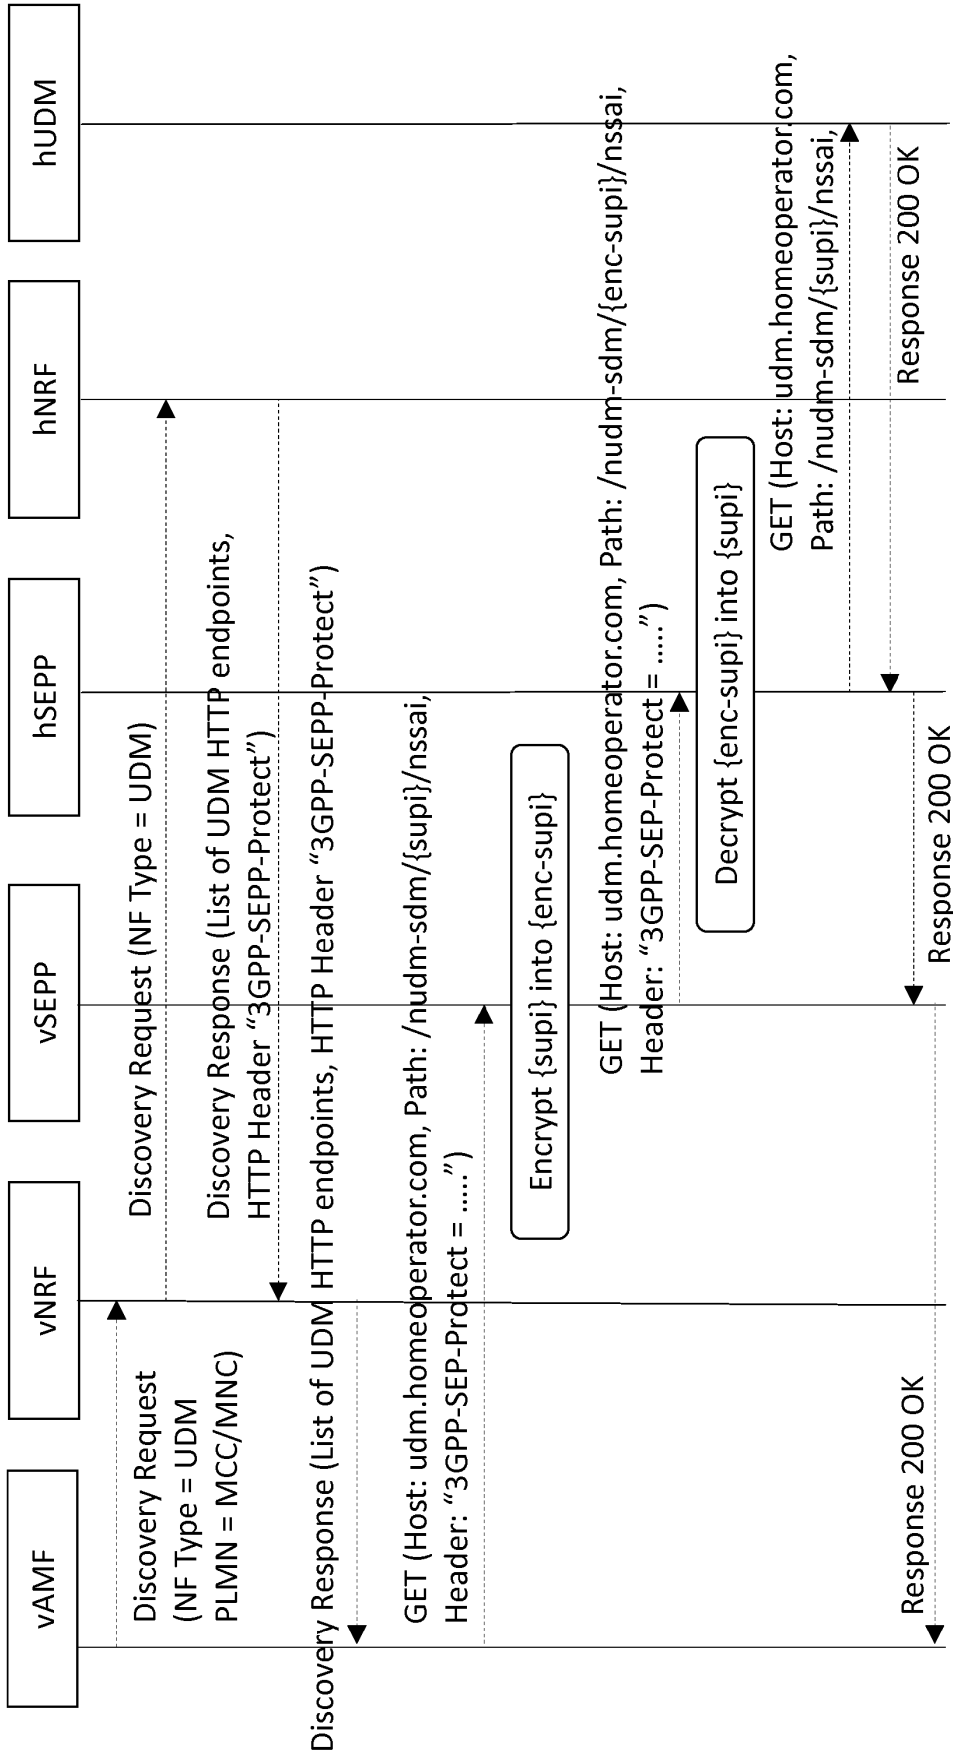 vAMF
vNRF
vSEPP
hSEPP
hNRF
hUDM
Discovery Request
(NF Type = UDM
PLMN = MCC/MNC)
Discovery Request (NF Type = UDM)
Discovery Response (List of UDM HTTP endpoints,
HTTP Header “3GPP-SEPP-Protect”)
Discovery Response (List of UDM HTTP endpoints, HTTP Header “3GPP-SEPP-Protect”)
GET (Host: udm.homeoperator.com, Path: /nudm-sdm/{supi}/nssai,
Header: “3GPP-SEP-Protect = .....”)
Encrypt {supi} into {enc-supi}
GET (Host: udm.homeoperator.com, Path: /nudm-sdm/{enc-supi}/nssai,
Header: “3GPP-SEP-Protect = .....”)
Decrypt {enc-supi} into {supi}
GET (Host: udm.homeoperator.com,
Path: /nudm-sdm/{supi}/nssai,
Response 200 OK
Response 200 OK
Response 200 OK